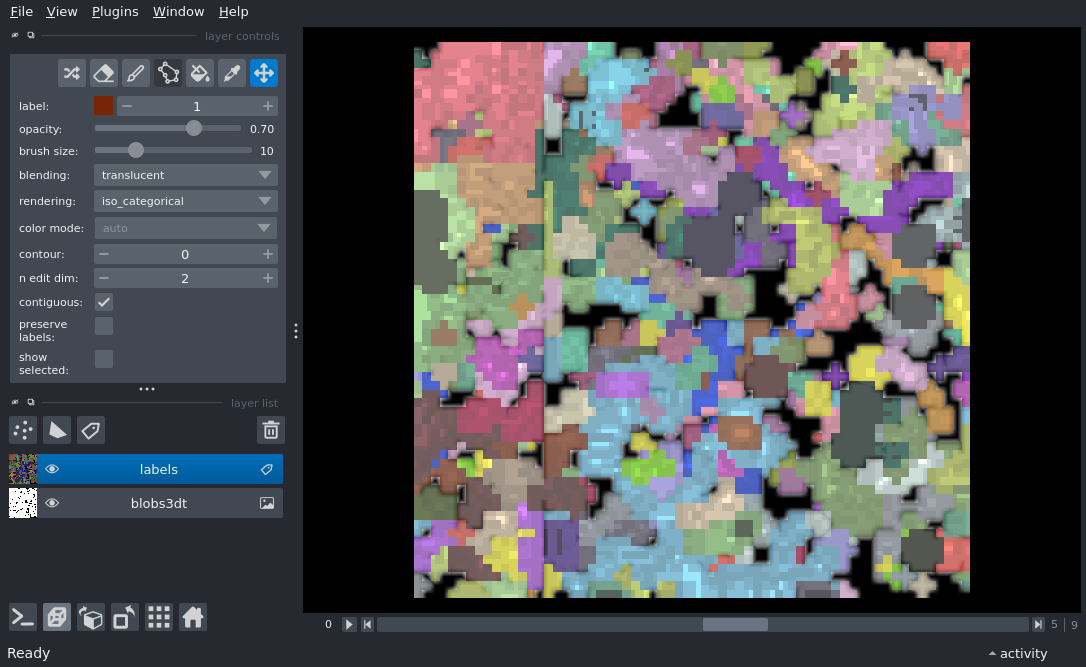 File View Plugins Window Help
layer controls
label: 1
opacity: 0.70
brush size: 10
blending: translucent
rendering: iso_categorical
color mode: auto
contour: 0
n edit dim: 2
contiguous:
preserve
labels:
show
selected:
layer list
labels
blobs3dt
0 5 9
Ready activity